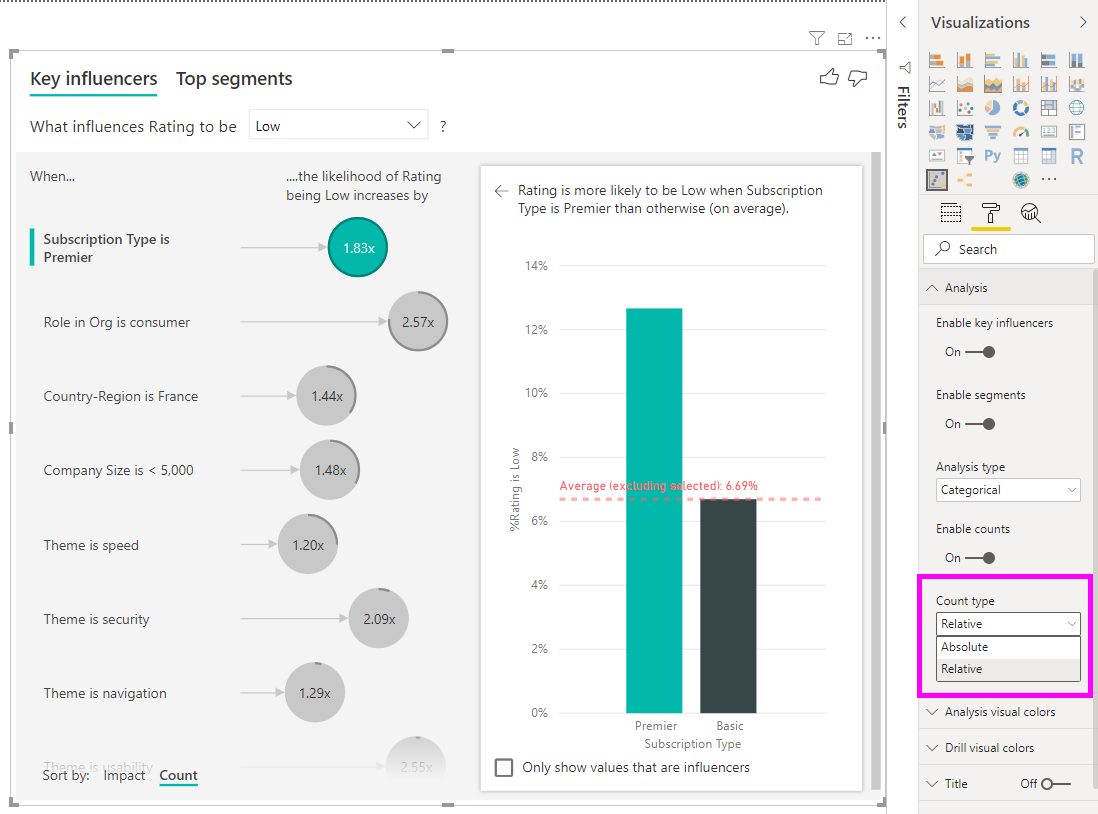 Key influencers Top segments
What influences Rating to be Low ?
When...
....the likelihood of Rating
being Low increases by
Subscription Type is
Premier
1.83x
Role in Org is consumer
2.57x
Country-Region is France
1.44x
Company Size is < 5,000
1.48x
Theme is speed
1.20x
Theme is security
2.09x
Theme is navigation
1.29x
Theme is usability
2.55x
Sort by: Impact Count
Rating is more likely to be Low when Subscription
Type is Premier than otherwise (on average).
14%
12%
10%
8%
6%
4%
2%
0%
%Rating is Low
Average (excluding selected): 6.69%
Premier Basic
Subscription Type
Only show values that are influencers
Filters
Visualizations
123
Py
R
Search
Analysis
Enable key influencers
On
Enable segments
On
Analysis type
Categorical
Enable counts
On
Count type
Relative
Absolute
Relative
Analysis visual colors
Drill visual colors
Title Off